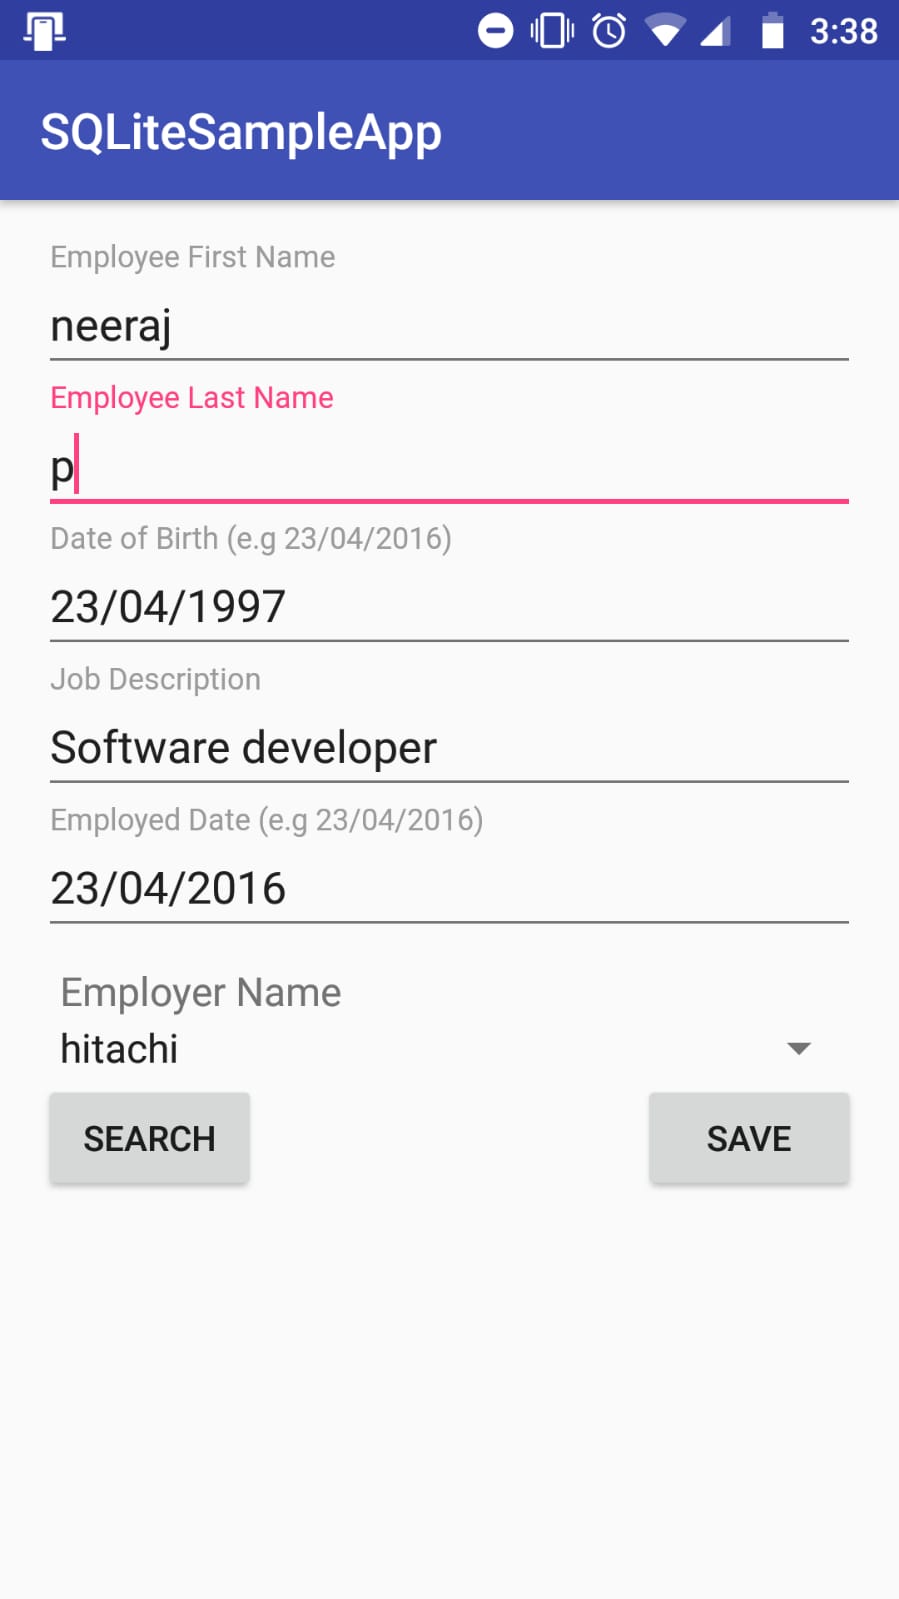 3:38
SQLiteSampleApp
Employee First Name
neeraj
Employee Last Name
p
Date of Birth (e.g 23/04/2016)
23/04/1997
Job Description
Software developer
Employed Date (e.g 23/04/2016)
23/04/2016
Employer Name
hitachi
SEARCH SAVE